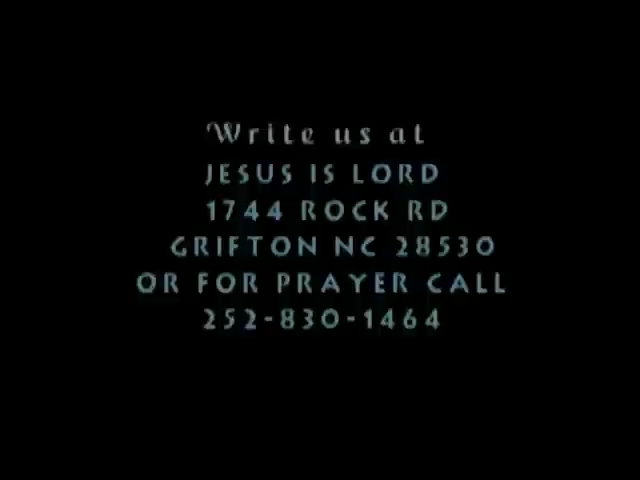 Write us at
JESUS IS LORD
1744 ROCK RD
GRIFTON NC 28530
OR FOR PRAYER CALL
252-830-1464